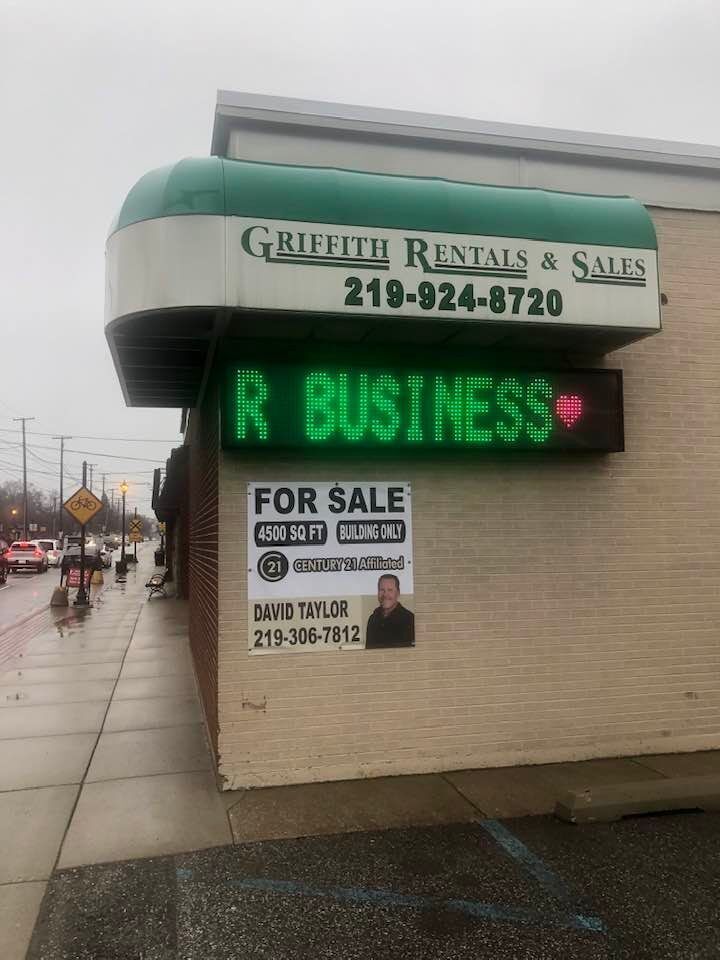 GRIFFITH RENTALS & SALES
219-924-8720
R BUSINESS
FOR SALE
4500 SQ FT BUILDING ONLY
21 CENTURY 21 Affiliated
DAVID TAYLOR
219-306-7812